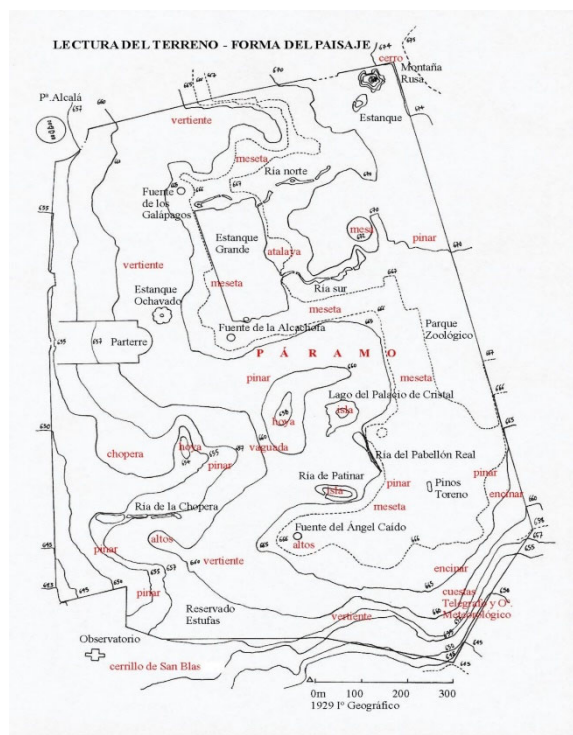 LECTURA DEL TERRENO - FORMA DEL PAISAJE
cerro
Montaña
Rusa
Pª. Alcalá
Estanque
vertiente
meseta
Ría norte
Fuente
de los
Galápagos
Estanque
Grande
mesa
pinar
atalaya
vertiente
meseta
Ría sur
Estanque
Ochavado
meseta
Fuente de la Alcachofa
Parque
Zoológico
Parterre
PÁRAMO
pinar
meseta
Lago del Palacio de Cristal
isla
hoya
vaguada
chopera
hoya
pinar
Ría del Pabellón Real
Ría de Patinar
isla
pinar
pinar
encinar
Pinos
Toreno
meseta
Ría de la Chopera
Fuente del Ángel Caído
altos
altos
pinar
vertiente
encinar
pinar
Reservado
Estufas
cuestas
Telégrafo y Oº.
Meteorológico
vertiente
Observatorio
cerrillo de San Blas
0m 100 200 300
1929 Iº Geográfico